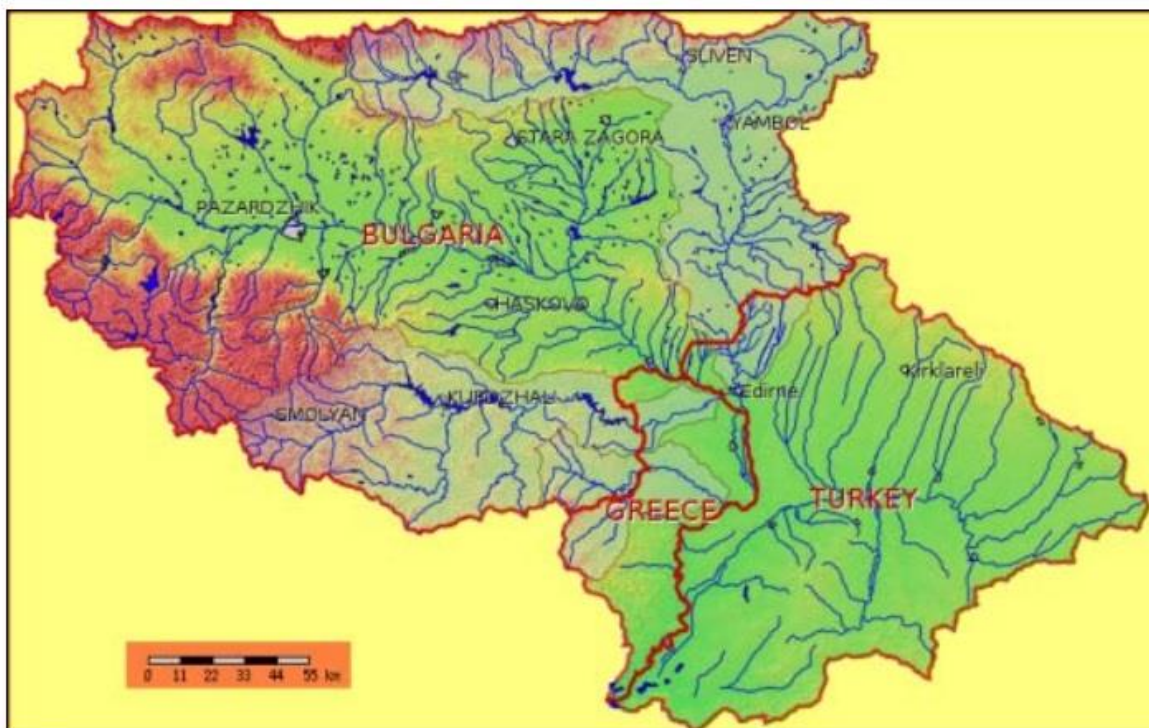 SLIVEN
YAMBOL
STARA ZAGORA
PAZARDZHIK
BULGARIA
HASKOVO
Kirklareli
Edirne
KURDZHALI
SMOLYAN
GREECE
TURKEY
0 11 22 33 44 55 km